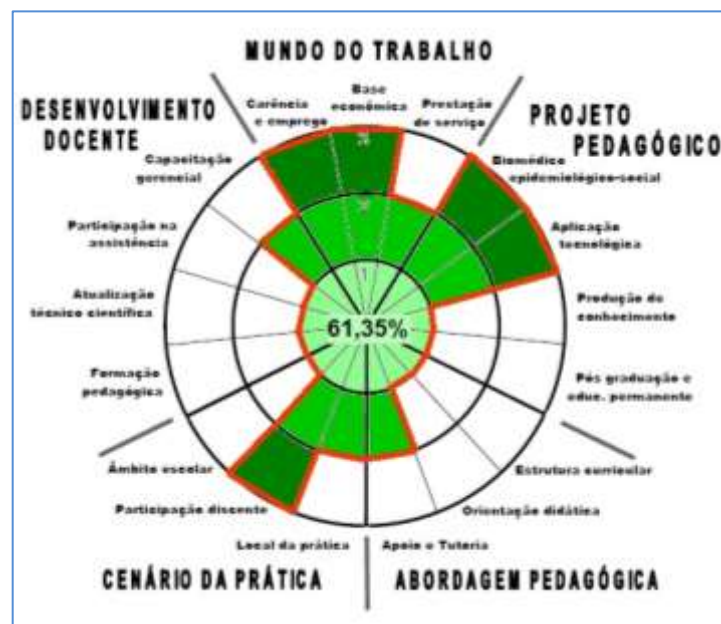 MUNDO DO TRABALHO
DESENVOLVIMENTO
DOCENTE
PROJETO
PEDAGÓGICO
Carência
e emprego
Base
econômica
Prestação
de serviço
Capacitação
gerencial
Participação na
assistência
Atualização
técnico científica
Formação
pedagógica
Biomédico
epidemiológico-social
Aplicação
tecnológica
Produção de
conhecimento
Pós graduação e
educ. permanente
61,35%
1
Âmbito escolar
Participação discente
Local da prática
Estrutura curricular
Orientação didática
Apoio e Tutoria
CENÁRIO DA PRÁTICA
ABORDAGEM PEDAGÓGICA